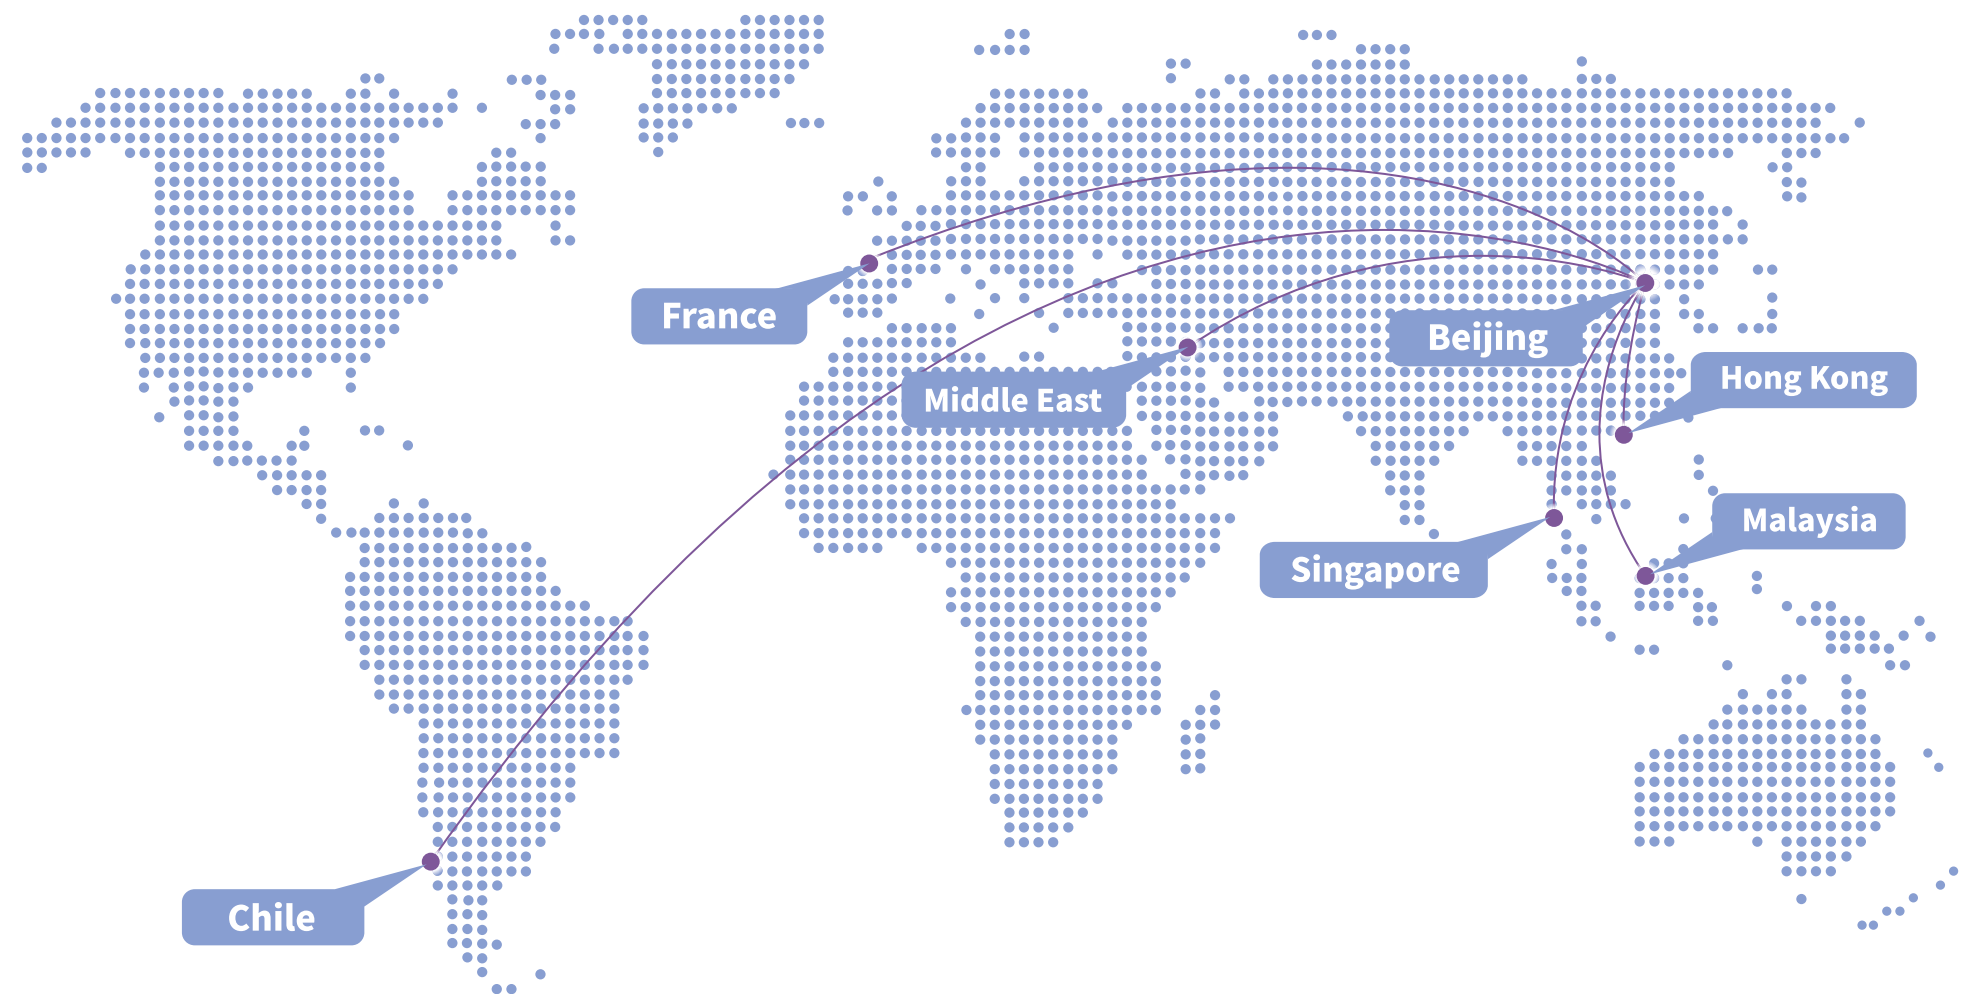 France
Beijing
Hong Kong
Middle East
Malaysia
Singapore
Chile